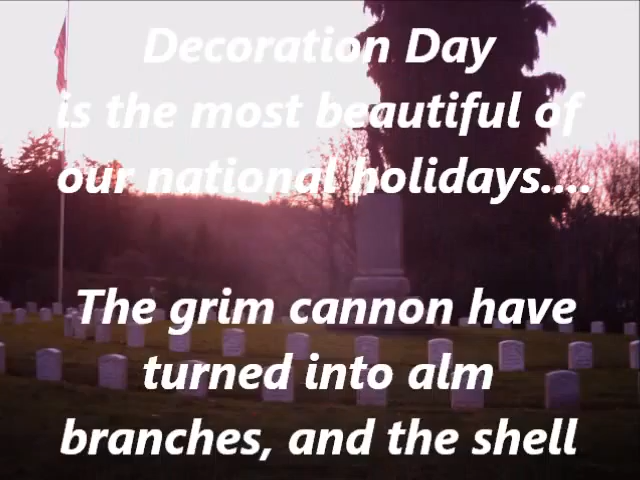 Decoration Day
is the most beautiful of
our national holidays....
The grim cannon have
turned into alm
branches, and the shell